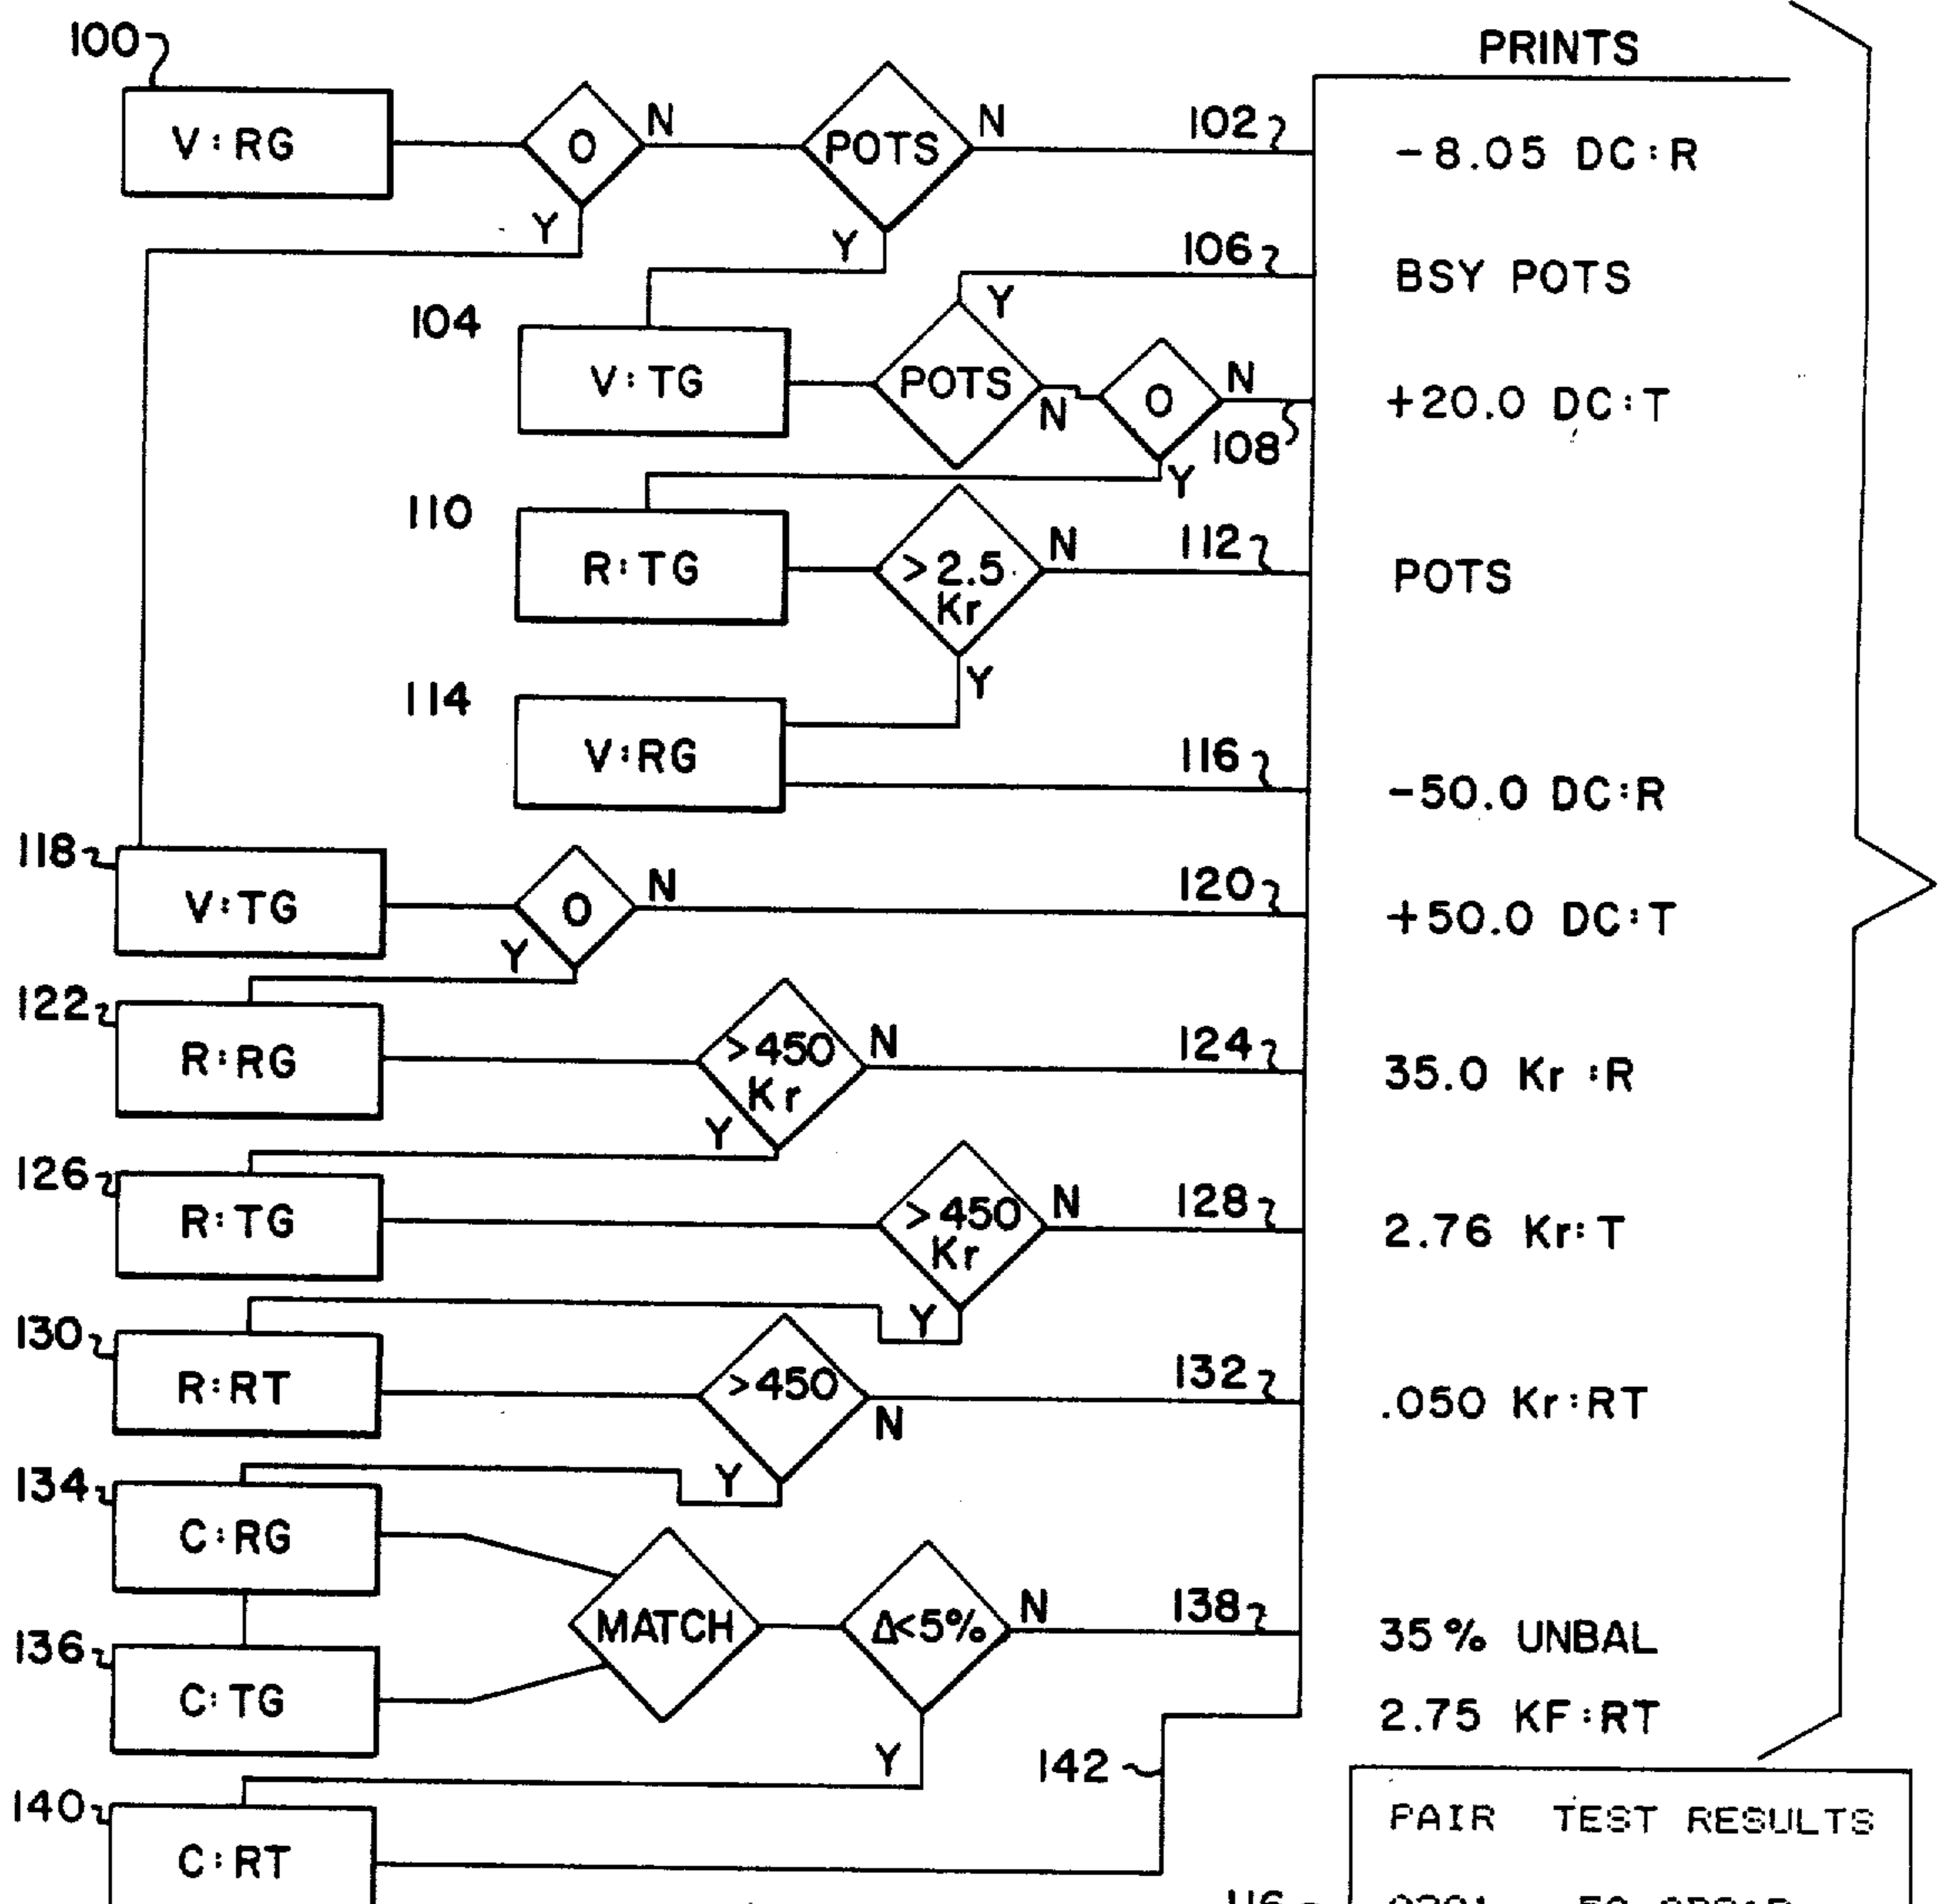 100
PRINTS
V:RG
O
N
POTS
N
102
-8.05 DC:R
Y
Y
106
BSY POTS
104
V:TG
POTS
Y
N
O
N
108
+20.0 DC:T
Y
110
R:TG
>2.5
Kr
N
112
POTS
Y
114
V:RG
116
-50.0 DC:R
118
V:TG
O
N
120
+50.0 DC:T
Y
122
R:RG
>450
Kr
N
124
35.0 Kr :R
Y
126
R:TG
>450
Kr
N
128
2.76 Kr:T
Y
130
R:RT
>450
N
132
.050 Kr:RT
Y
134
C:RG
MATCH
Δ<5%
N
138
35% UNBAL
136
C:TG
2.75 KF:RT
Y
142
140
C:RT
PAIR TEST RESULTS